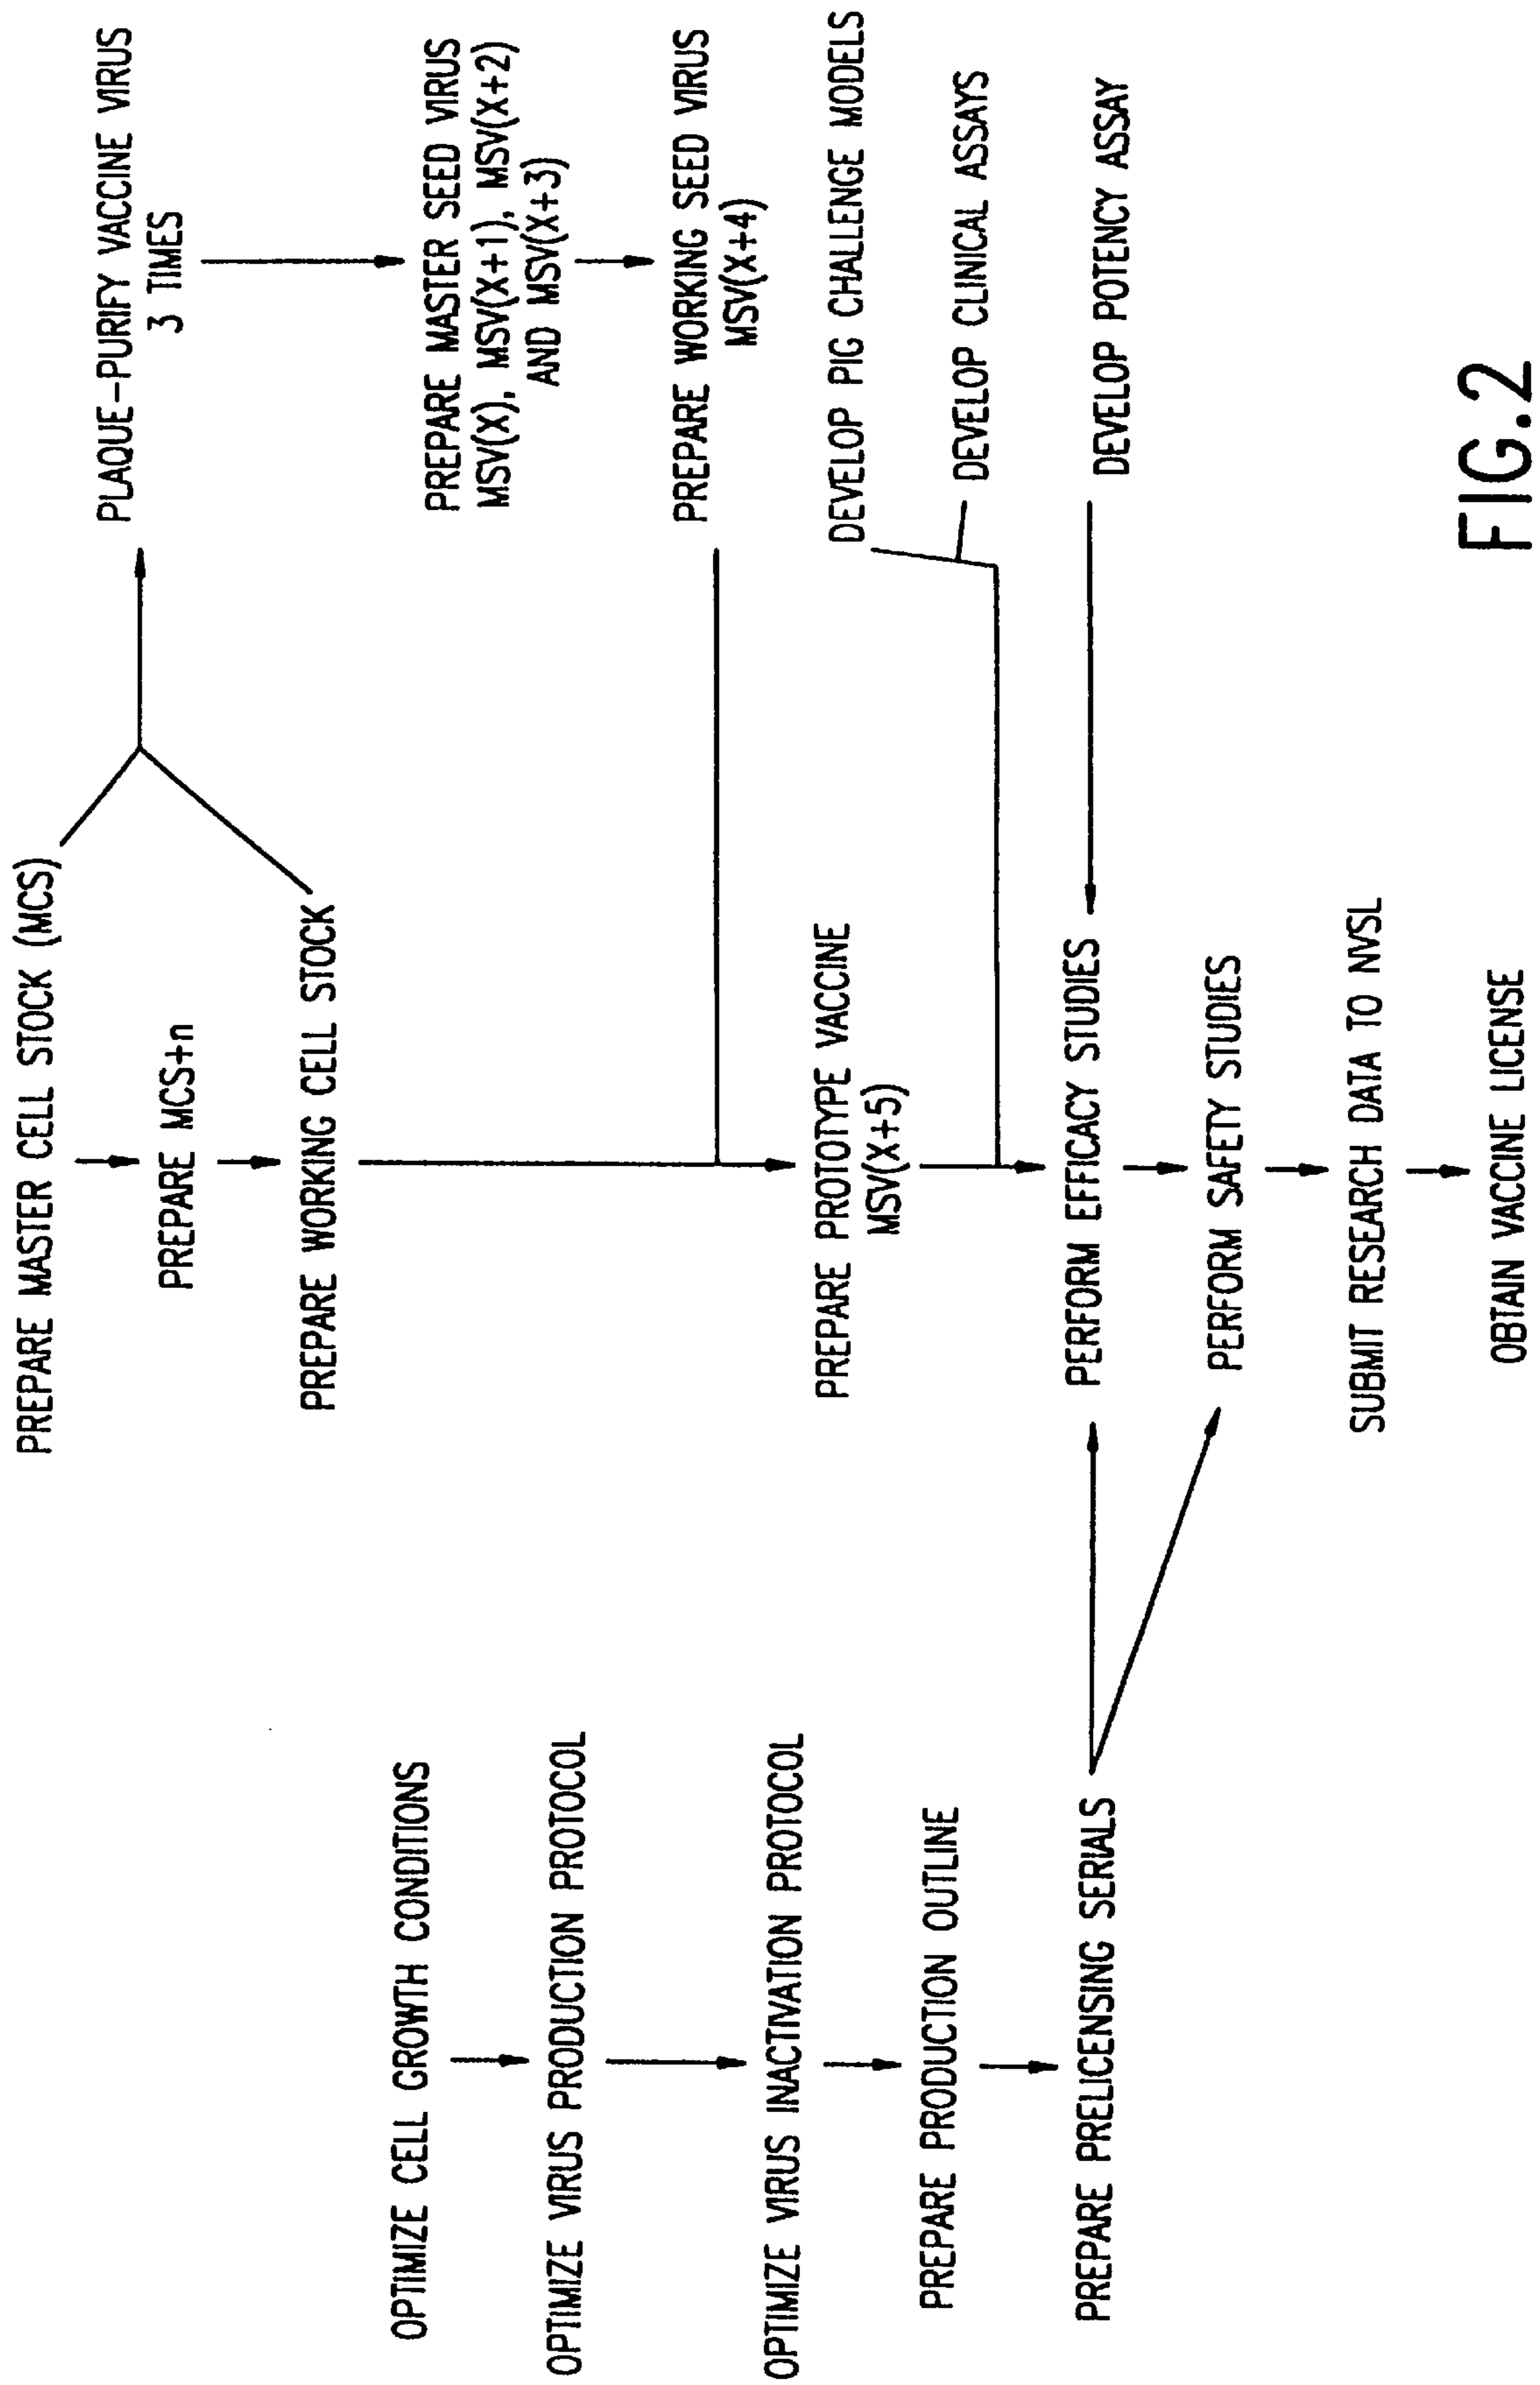 PREPARE MASTER CELL STOCK (MCS)
PREPARE MCS+n
PREPARE WORKING CELL STOCK
PLAQUE-PURIFY VACCINE VIRUS
3 TIMES
PREPARE MASTER SEED VIRUS
MSV(X), MSV(X+1), MSV(X+2)
AND MSV(X+3)
PREPARE WORKING SEED VIRUS
MSV(X+4)
OPTIMIZE CELL GROWTH CONDITIONS
OPTIMIZE VIRUS PRODUCTION PROTOCOL
OPTIMIZE VIRUS INACTIVATION PROTOCOL
PREPARE PRODUCTION OUTLINE
PREPARE PRELICENSING SERIALS
PREPARE PROTOTYPE VACCINE
MSV(X+5)
DEVELOP PIG CHALLENGE MODELS
DEVELOP CLINICAL ASSAYS
DEVELOP POTENCY ASSAY
PERFORM EFFICACY STUDIES
PERFORM SAFETY STUDIES
SUBMIT RESEARCH DATA TO NVSL
OBTAIN VACCINE LICENSE
FIG.2